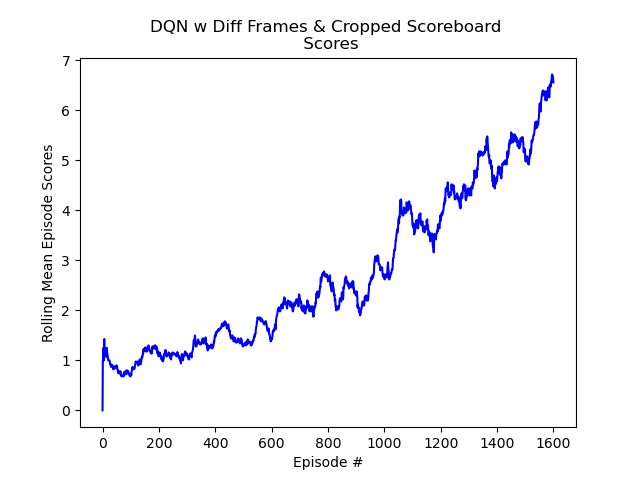 DQN w Diff Frames & Cropped Scoreboard
Scores
7
6
5
4
3
2
1
0
Rolling Mean Episode Scores
0 200 400 600 800 1000 1200 1400 1600
Episode #